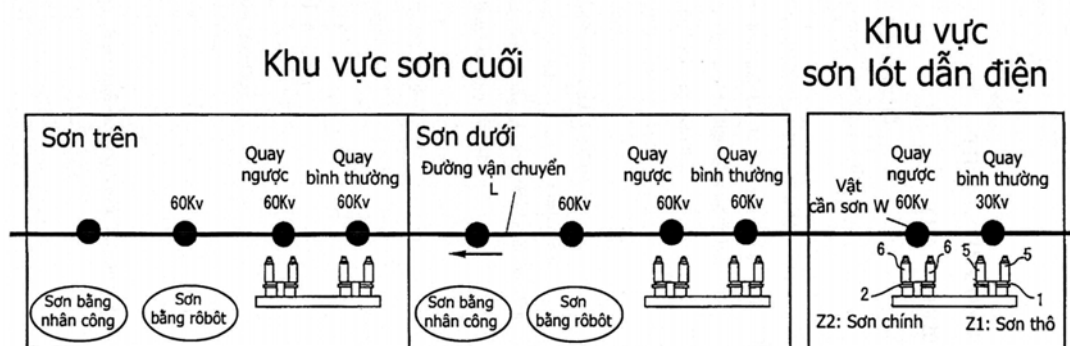 Khu vực sơn cuối
Khu vực
sơn lót dẫn điện
Sơn trên
Quay
ngược
60Kv
Quay
bình thường
60Kv
60Kv
Sơn bằng
nhân công
Sơn
bằng rôbôt
Sơn dưới
Đường vận chuyển
L
60Kv
Quay
ngược
60Kv
Quay
bình thường
60Kv
Sơn bằng
nhân công
Sơn
bằng rôbôt
Vật
cần sơn W
Quay
ngược
60Kv
Quay
bình thường
30Kv
6
6
5
5
2
1
Z2: Sơn chính
Z1: Sơn thô